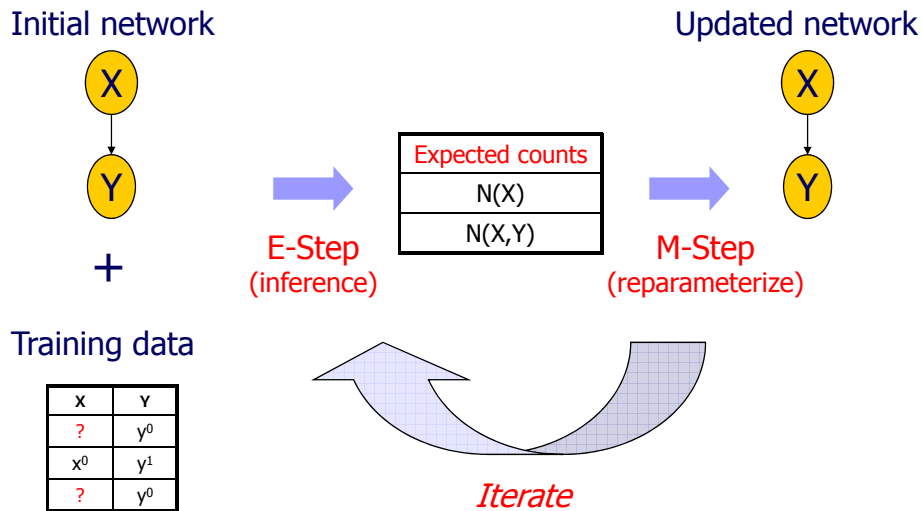 Initial network
Updated network
X
Y
+
Training data
X Y
? y⁰
x⁰ y¹
? y⁰
E-Step
(inference)
Expected counts
N(X)
N(X,Y)
M-Step
(reparameterize)
X
Y
Iterate